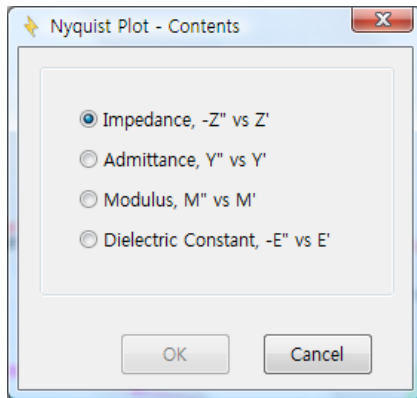 Nyquist Plot - Contents
Impedance, -Z" vs Z'
Admittance, Y" vs Y'
Modulus, M" vs M'
Dielectric Constant, -E" vs E'
OK Cancel